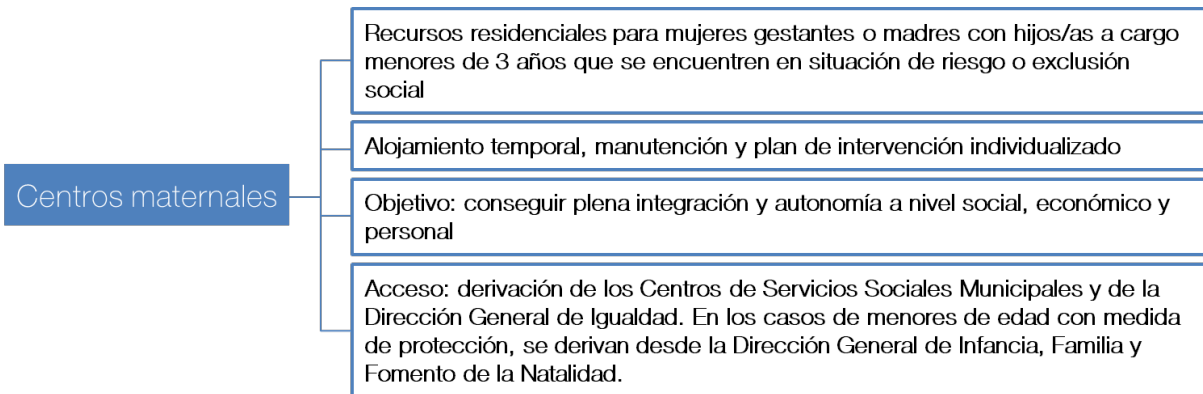 Centros maternales
Recursos residenciales para mujeres gestantes o madres con hijos/as a cargo
menores de 3 años que se encuentren en situación de riesgo o exclusión
social
Alojamiento temporal, manutención y plan de intervención individualizado
Objetivo: conseguir plena integración y autonomía a nivel social, económico y
personal
Acceso: derivación de los Centros de Servicios Sociales Municipales y de la
Dirección General de Igualdad. En los casos de menores de edad con medida
de protección, se derivan desde la Dirección General de Infancia, Familia y
Fomento de la Natalidad.